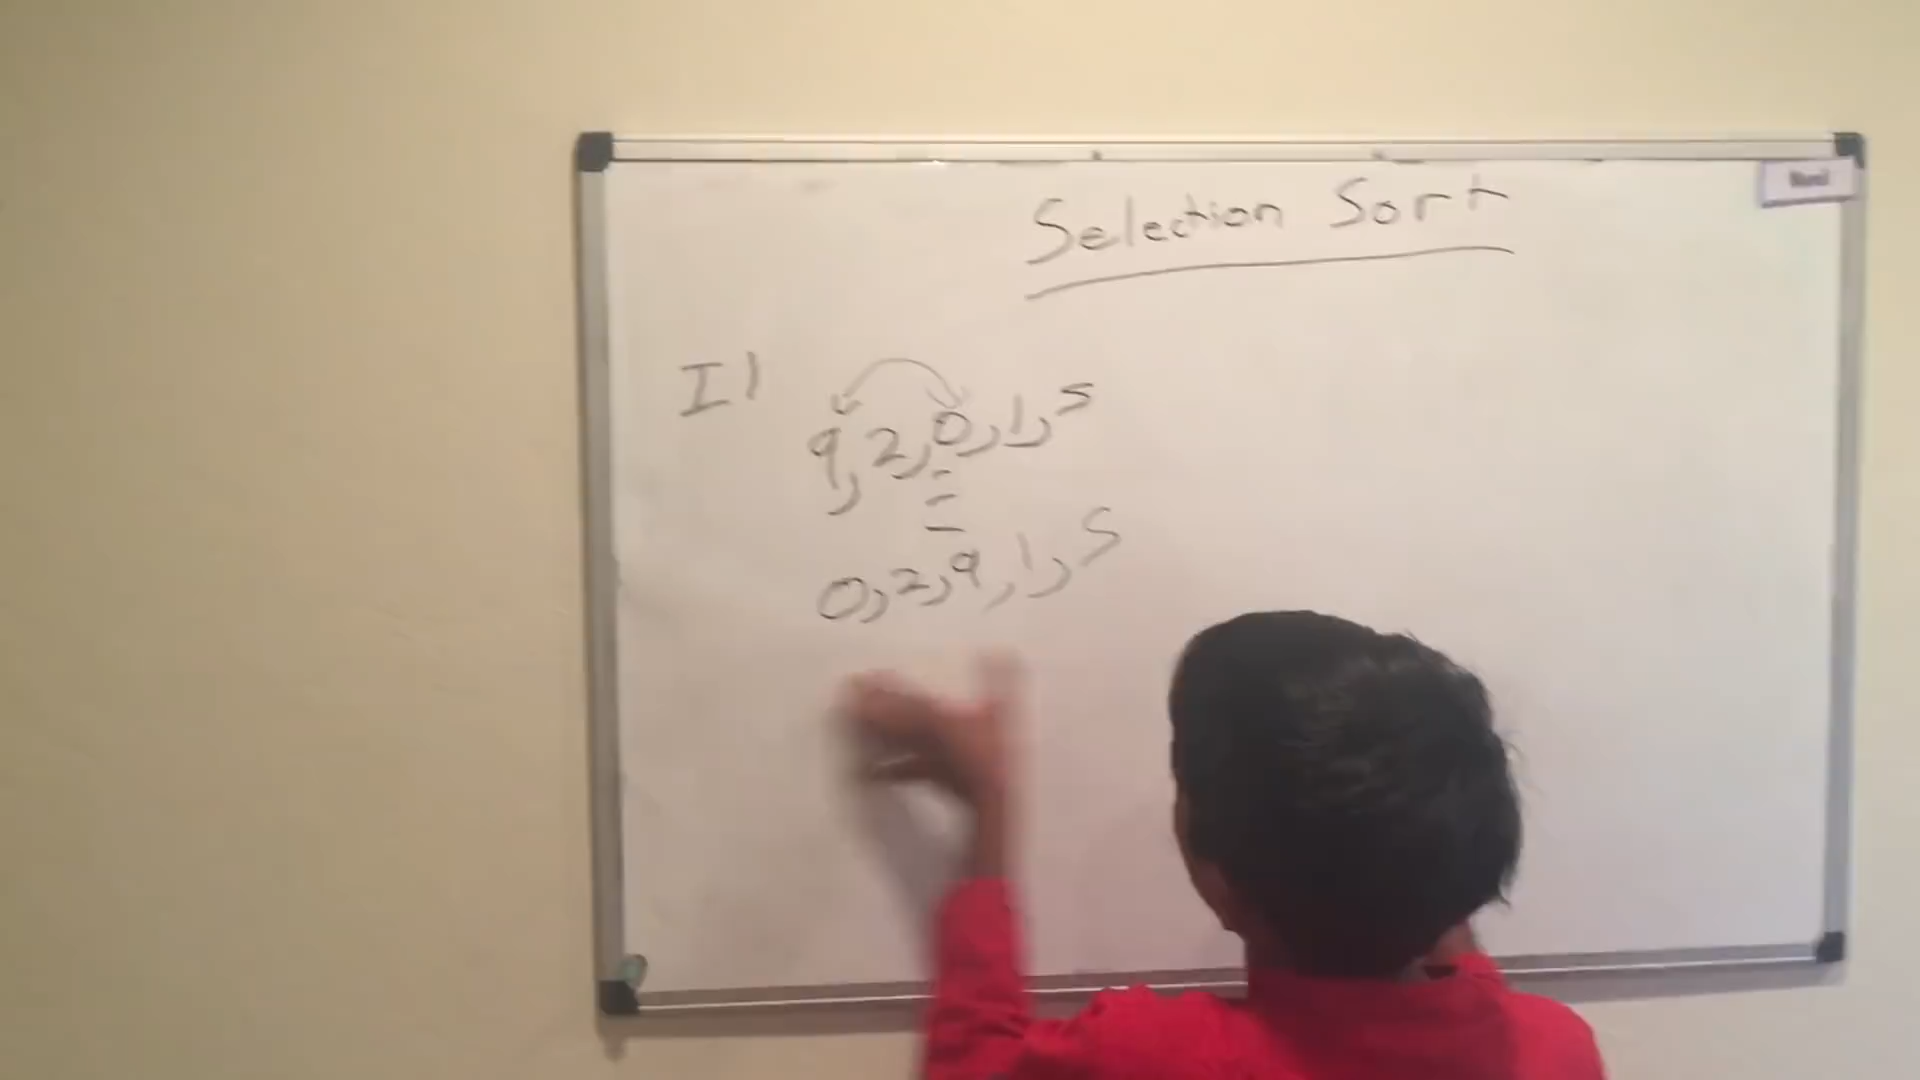 Selection Sort
I1
9, 2, 0, 1, 5
0, 2, 9, 1, 5